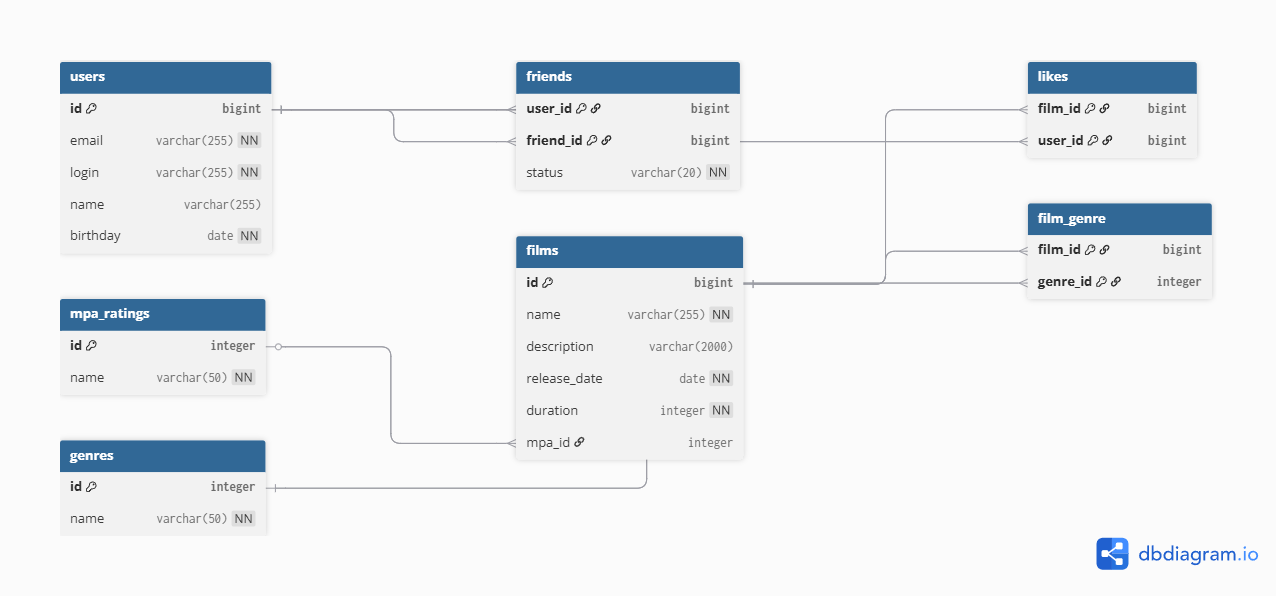 users
id bigint
email varchar(255) NN
login varchar(255) NN
name varchar(255)
birthday date NN
friends
user_id bigint
friend_id bigint
status varchar(20) NN
likes
film_id bigint
user_id bigint
film_genre
film_id bigint
genre_id integer
films
id bigint
name varchar(255) NN
description varchar(2000)
release_date date NN
duration integer NN
mpa_id integer
mpa_ratings
id integer
name varchar(50) NN
genres
id integer
name varchar(50) NN
dbdiagram.io